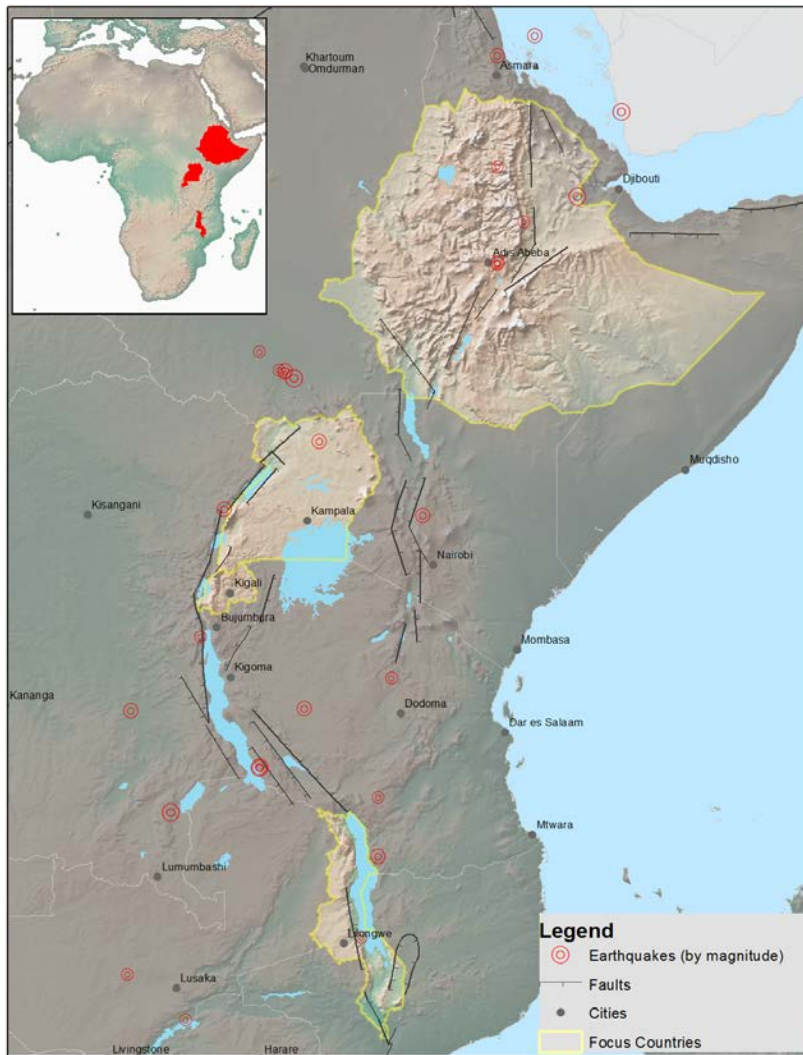 Khartoum
Omdurman
Asmara
Djibouti
Adis Abeba
Muqdisho
Kisangani
Kampala
Nairobi
Kigali
Bujumbura
Mombasa
Kigoma
Kananga
Dodoma
Dar es Salaam
Mtwara
Lumumbashi
Lilongwe
Lusaka
Livingstone
Harare
Legend
Earthquakes (by magnitude)
Faults
Cities
Focus Countries